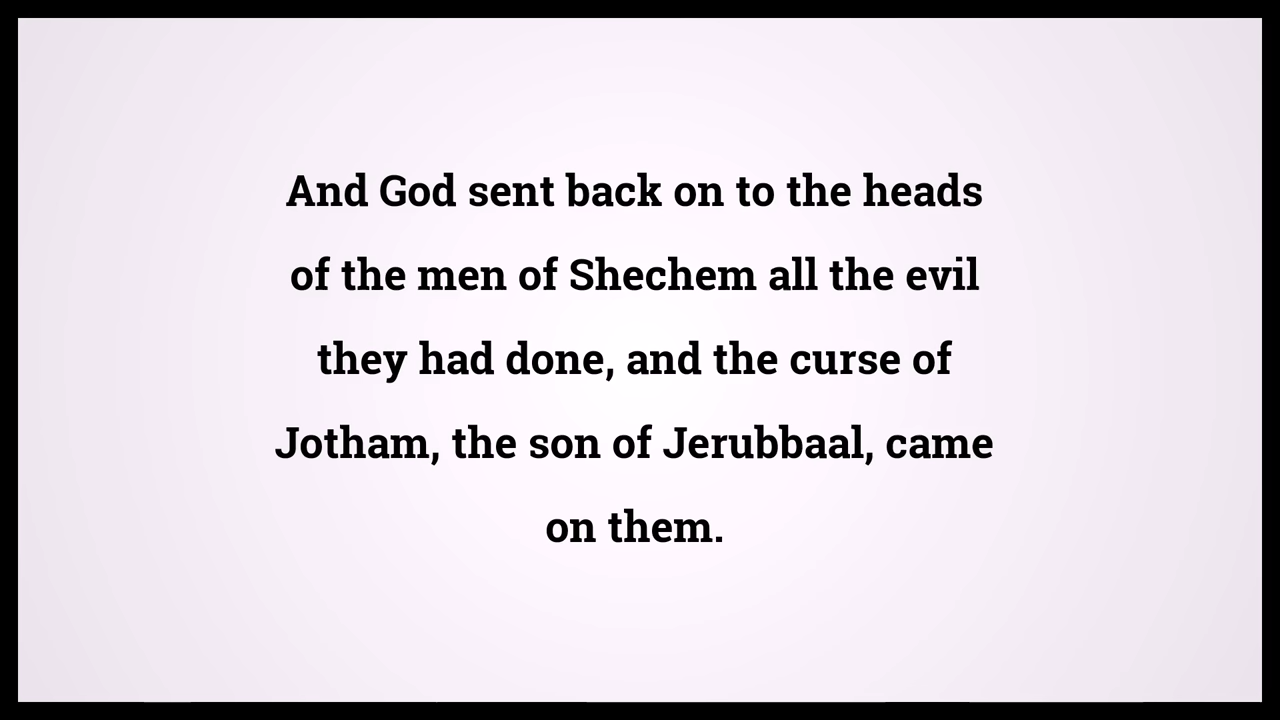 And God sent back on to the heads
of the men of Shechem all the evil
they had done, and the curse of
Jotham, the son of Jerubbaal, came
on them.